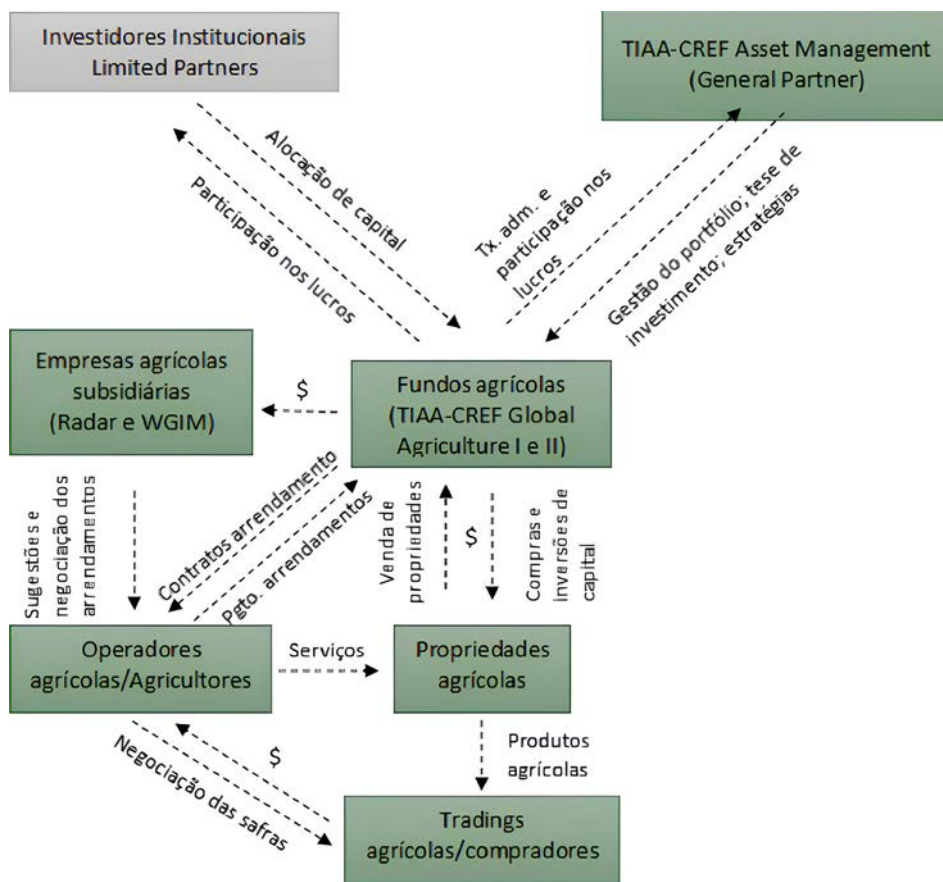 Investidores Institucionais
Limited Partners
TIAA-CREF Asset Management
(General Partner)
Alocação de capital
Participação nos lucros
Tx. adm. e
participação nos
lucros
Gestão do portfólio; tese de
investimento; estratégias
Empresas agrícolas
subsidiárias
(Radar e WGIM)
$
Fundos agrícolas
(TIAA-CREF Global
Agriculture I e II)
Sugestões e
negociação dos
arrendamentos
Contratos arrendamento
Pgto. arrendamentos
Venda de
propriedades
$
Compras e
inversões de
capital
Operadores
agrícolas/Agricultores
Serviços
Propriedades
agrícolas
Negociação das safras
$
Produtos
agrícolas
Tradings
agrícolas/compradores